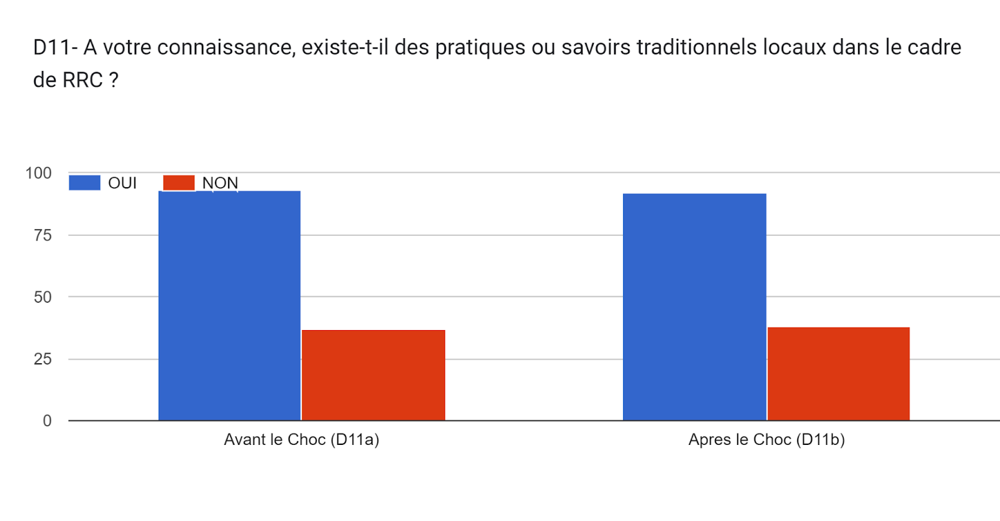 D11- A votre connaissance, existe-t-il des pratiques ou savoirs traditionnels locaux dans le cadre
de RRC ?
100
OUI NON
75
50
25
0
Avant le Choc (D11a) Apres le Choc (D11b)